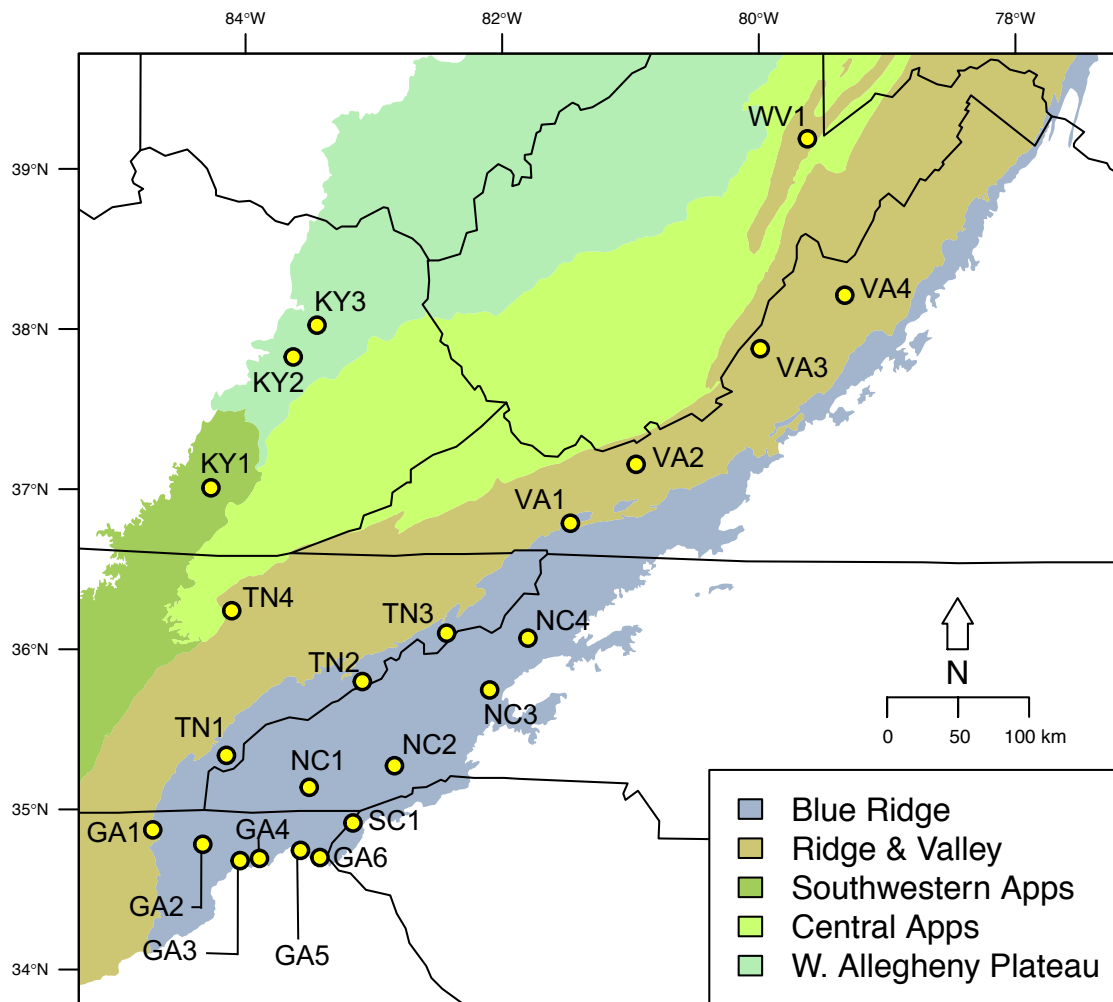 84°W 82°W 80°W 78°W
WV1
39°N
KY3
VA4
38°N
KY2
VA3
KY1
VA2
37°N
VA1
TN4
TN3
NC4
36°N
TN2
N
NC3
TN1
NC2
0 50 100 km
NC1
35°N
GA1
GA4
SC1
Blue Ridge
GA6
Ridge & Valley
GA2
Southwestern Apps
GA3
GA5
Central Apps
34°N
W. Allegheny Plateau